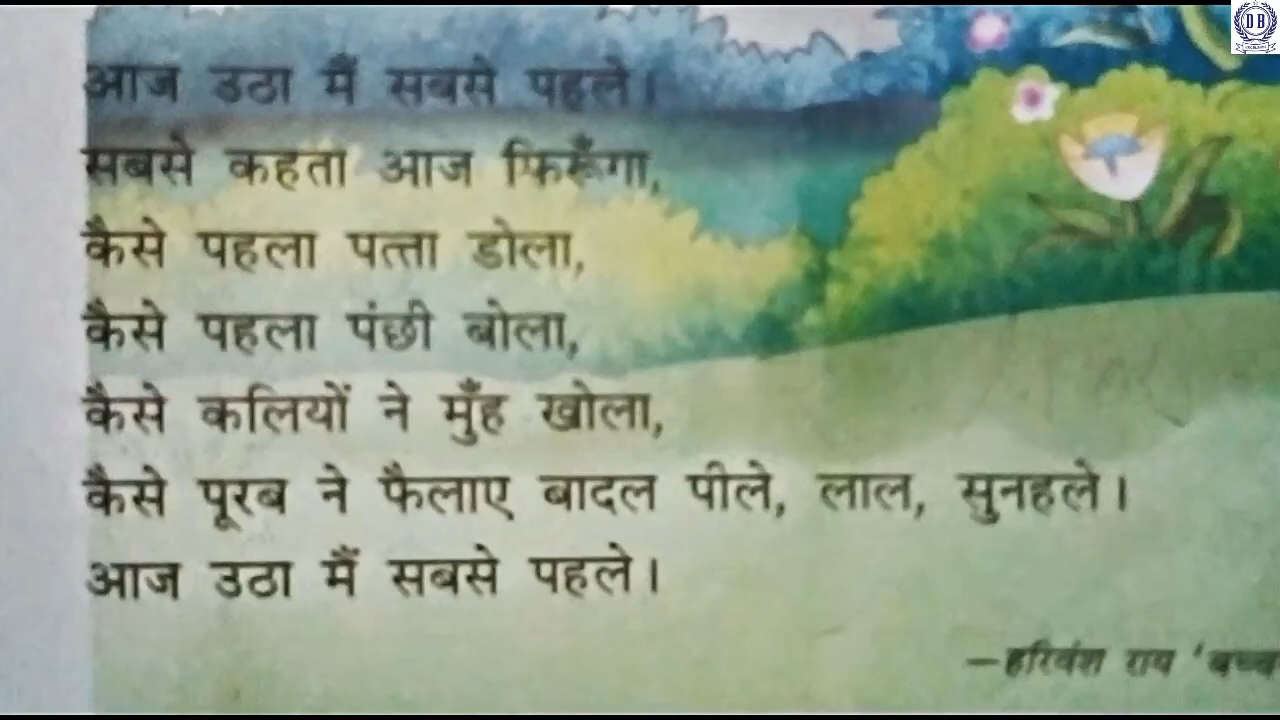 DB
आज उठा मैं सबसे पहले।
सबसे कहता आज फिरूँगा,
कैसे पहला पत्ता डोला,
कैसे पहला पंछी बोला,
कैसे कलियों ने मुँह खोला,
कैसे पूरब ने फैलाए बादल पीले, लाल, सुनहले।
आज उठा मैं सबसे पहले।
—हरिवंश राय